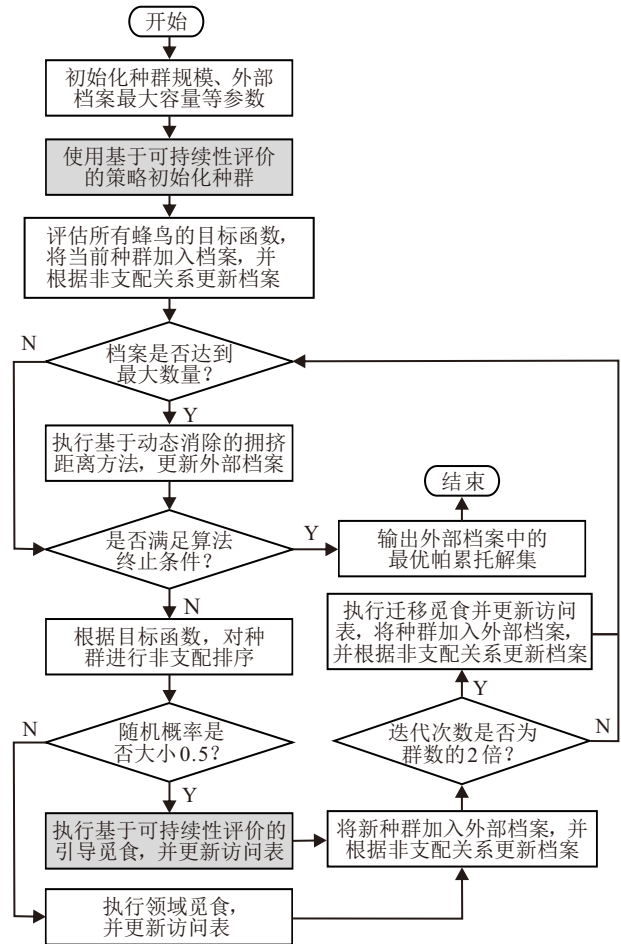 开始
初始化种群规模、外部
档案最大容量等参数
使用基于可持续性评价
的策略初始化种群
评估所有蜂鸟的目标函数，
将当前种群加入档案，并
根据非支配关系更新档案
N
档案是否达到
最大数量？
Y
执行基于动态消除的拥挤
距离方法，更新外部档案
是否满足算法
终止条件？
Y
N
输出外部档案中的
最优帕累托解集
结束
根据目标函数，对种
群进行非支配排序
N
随机概率是
否大小0.5？
Y
执行基于可持续性评价的
引导觅食，并更新访问表
执行领域觅食，
并更新访问表
将新种群加入外部档案，并
根据非支配关系更新档案
迭代次数是否为
群数的2倍？
N
Y
执行迁移觅食并更新访问
表，将种群加入外部档案，
并根据非支配关系更新档案